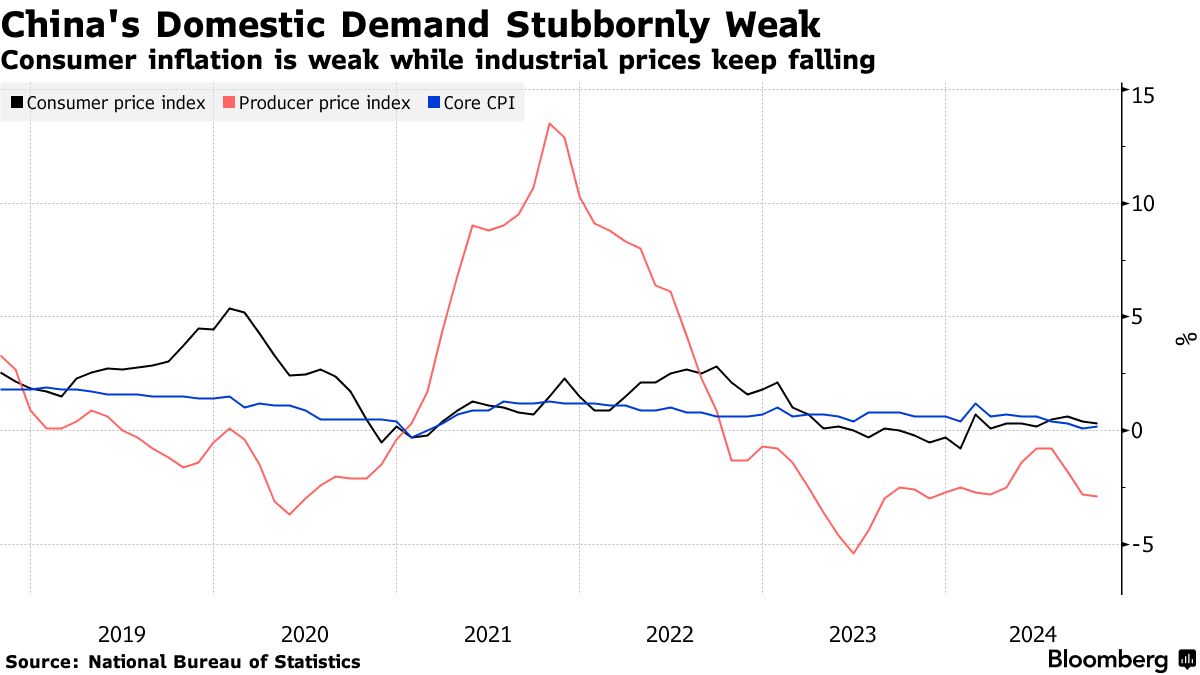 China's Domestic Demand Stubbornly Weak
Consumer inflation is weak while industrial prices keep falling
Consumer price index Producer price index Core CPI
15
10
5
0
-5
%
2019 2020 2021 2022 2023 2024
Source: National Bureau of Statistics
Bloomberg